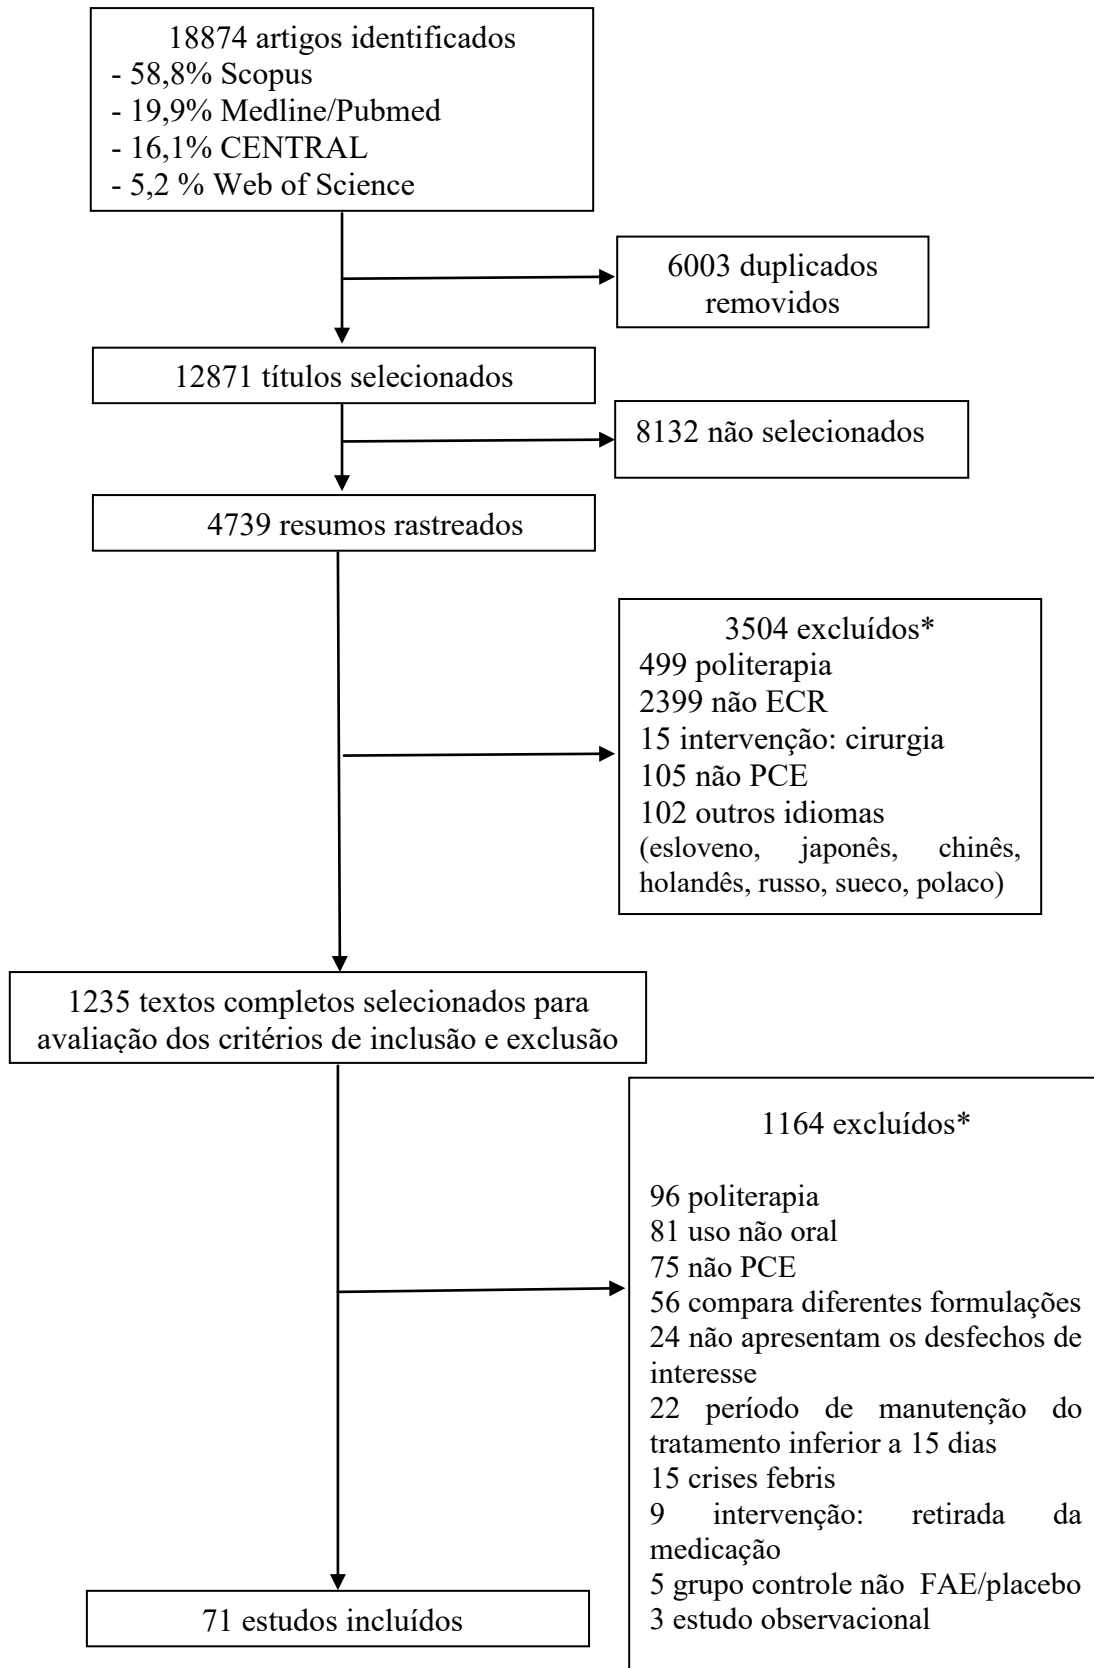 18874 artigos identificados
- 58,8% Scopus
- 19,9% Medline/Pubmed
- 16,1% CENTRAL
- 5,2 % Web of Science
6003 duplicados
removidos
12871 títulos selecionados
8132 não selecionados
4739 resumos rastreados
3504 excluídos*
499 politerapia
2399 não ECR
15 intervenção: cirurgia
105 não PCE
102 outros idiomas
(esloveno, japonês, chinês,
holandês, russo, sueco, polaco)
1235 textos completos selecionados para
avaliação dos critérios de inclusão e exclusão
1164 excluídos*
96 politerapia
81 uso não oral
75 não PCE
56 compara diferentes formulações
24 não apresentam os desfechos de
interesse
22 período de manutenção do
tratamento inferior a 15 dias
15 crises febris
9 intervenção: retirada da
medicação
5 grupo controle não FAE/placebo
3 estudo observacional
71 estudos incluídos